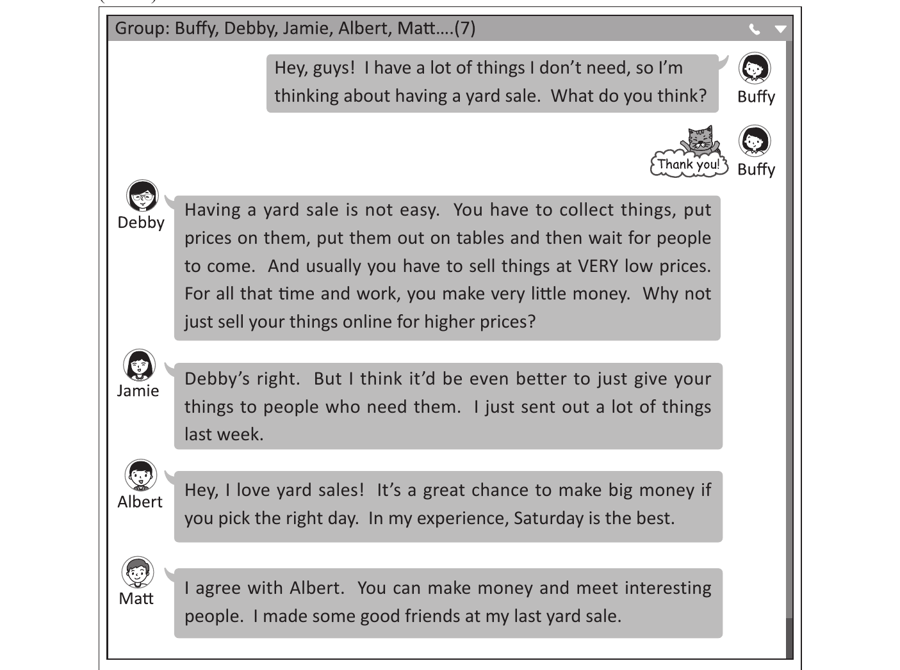 Group: Buffy, Debby, Jamie, Albert, Matt....(7)
Hey, guys!  I have a lot of things I don't need, so I'm
thinking about having a yard sale.  What do you think?
Buffy
Thank you!
Buffy
Debby
Having a yard sale is not easy.  You have to collect things, put
prices on them, put them out on tables and then wait for people
to come.  And usually you have to sell things at VERY low prices.
For all that time and work, you make very little money.  Why not
just sell your things online for higher prices?
Jamie
Debby's right.  But I think it'd be even better to just give your
things to people who need them.  I just sent out a lot of things
last week.
Albert
Hey, I love yard sales!  It's a great chance to make big money if
you pick the right day.  In my experience, Saturday is the best.
Matt
I agree with Albert.  You can make money and meet interesting
people.  I made some good friends at my last yard sale.